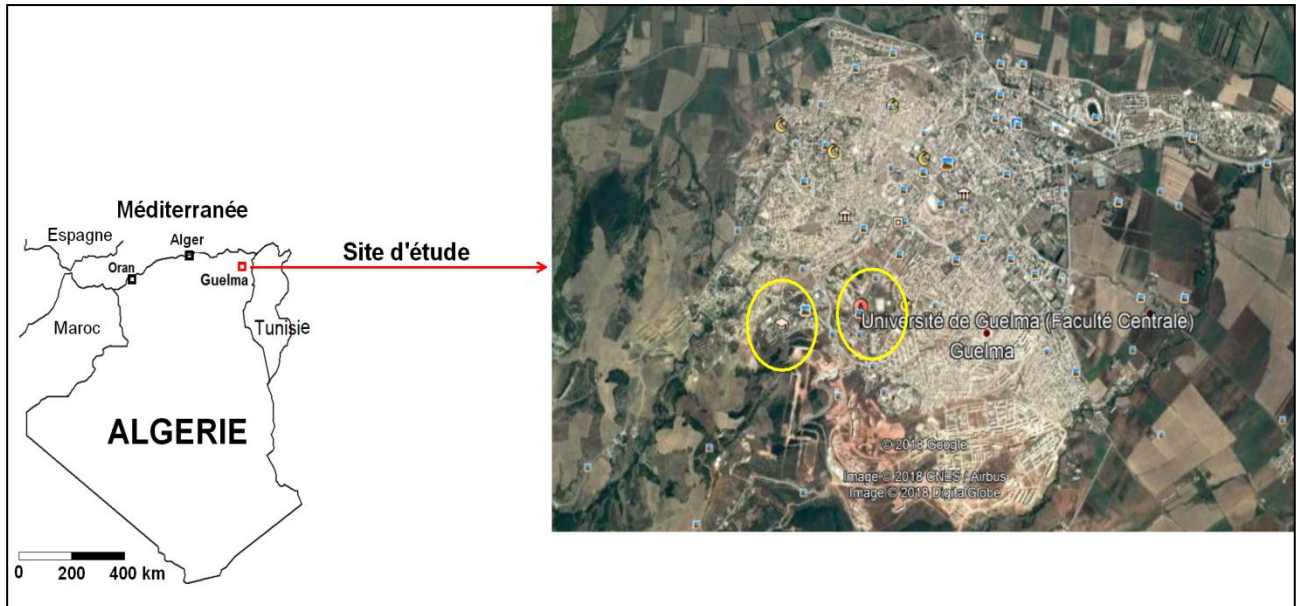 Méditerranée
Espagne
Alger
Oran
Guelma
Site d'étude
Maroc
Tunisie
ALGERIE
0 200 400 km
Université de Guelma (Faculté Centrale)
Guelma
© 2018 Google
Image © 2018 CNES / Airbus
Image © 2018 DigitalGlobe